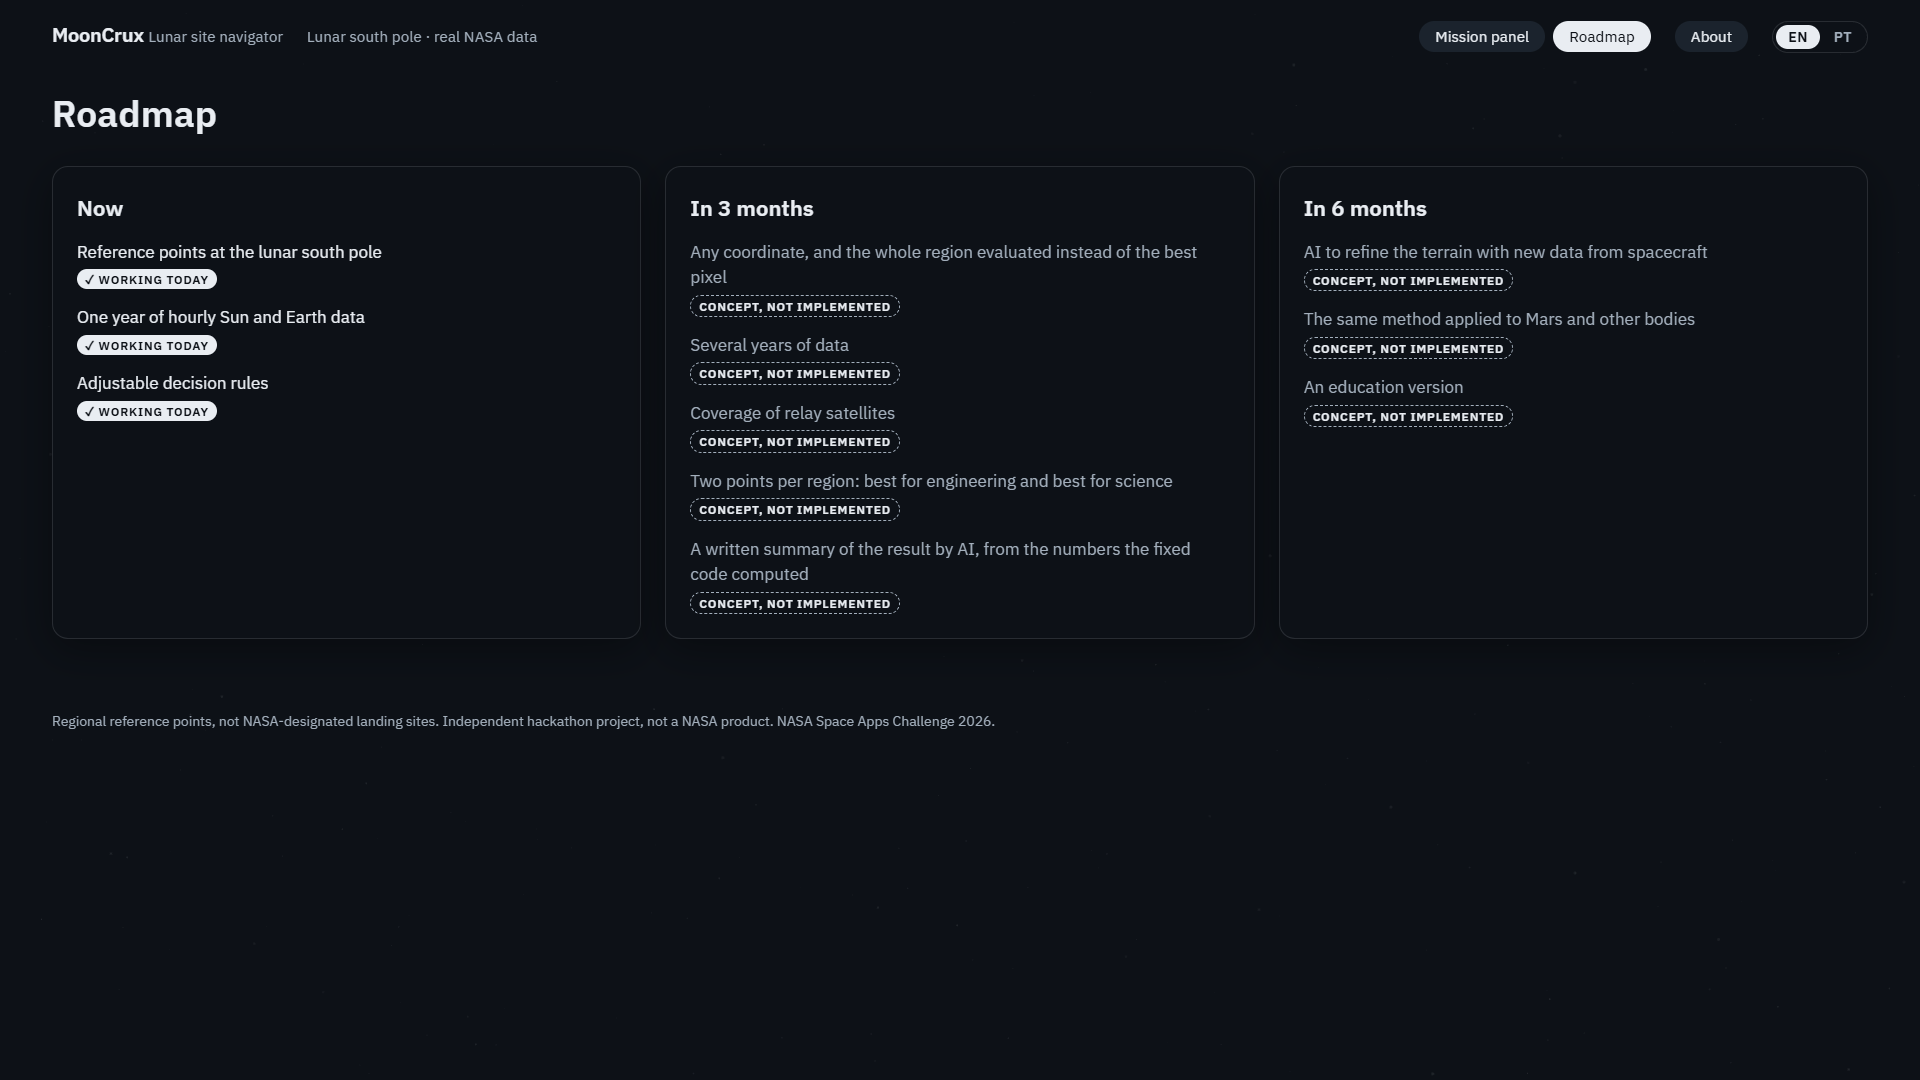 MoonCrux Lunar site navigator Lunar south pole · real NASA data
Mission panel Roadmap About EN PT
Roadmap
Now
Reference points at the lunar south pole
✓ WORKING TODAY
One year of hourly Sun and Earth data
✓ WORKING TODAY
Adjustable decision rules
✓ WORKING TODAY
In 3 months
Any coordinate, and the whole region evaluated instead of the best
pixel
CONCEPT, NOT IMPLEMENTED
Several years of data
CONCEPT, NOT IMPLEMENTED
Coverage of relay satellites
CONCEPT, NOT IMPLEMENTED
Two points per region: best for engineering and best for science
CONCEPT, NOT IMPLEMENTED
A written summary of the result by AI, from the numbers the fixed
code computed
CONCEPT, NOT IMPLEMENTED
In 6 months
AI to refine the terrain with new data from spacecraft
CONCEPT, NOT IMPLEMENTED
The same method applied to Mars and other bodies
CONCEPT, NOT IMPLEMENTED
An education version
CONCEPT, NOT IMPLEMENTED
Regional reference points, not NASA-designated landing sites. Independent hackathon project, not a NASA product. NASA Space Apps Challenge 2026.